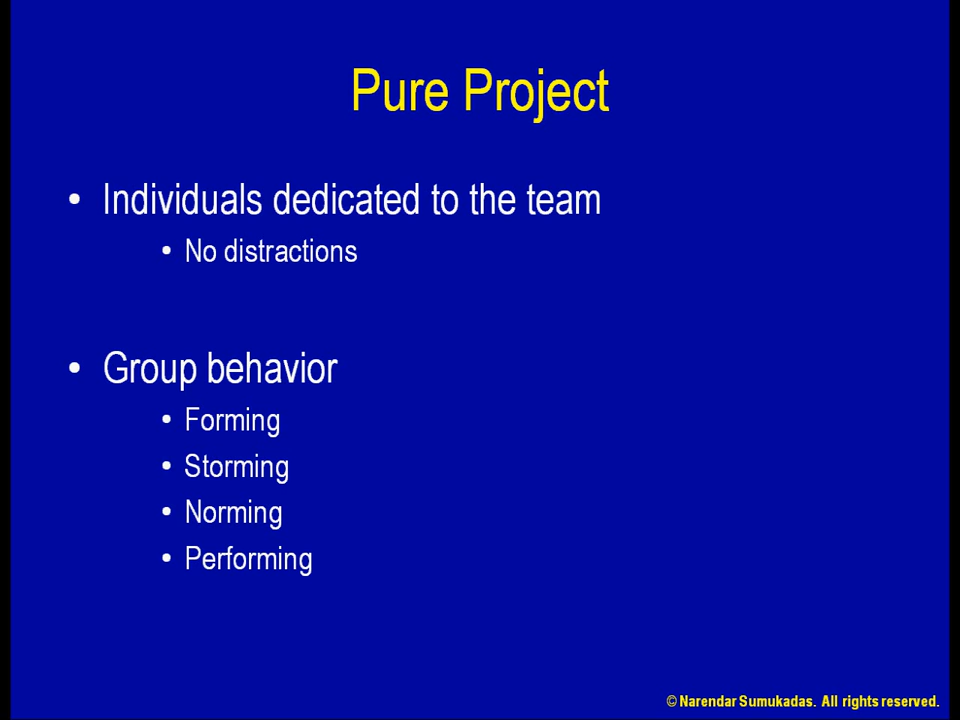 Pure Project
• Individuals dedicated to the team
• No distractions
• Group behavior
• Forming
• Storming
• Norming
• Performing
© Narendar Sumukadas. All rights reserved.